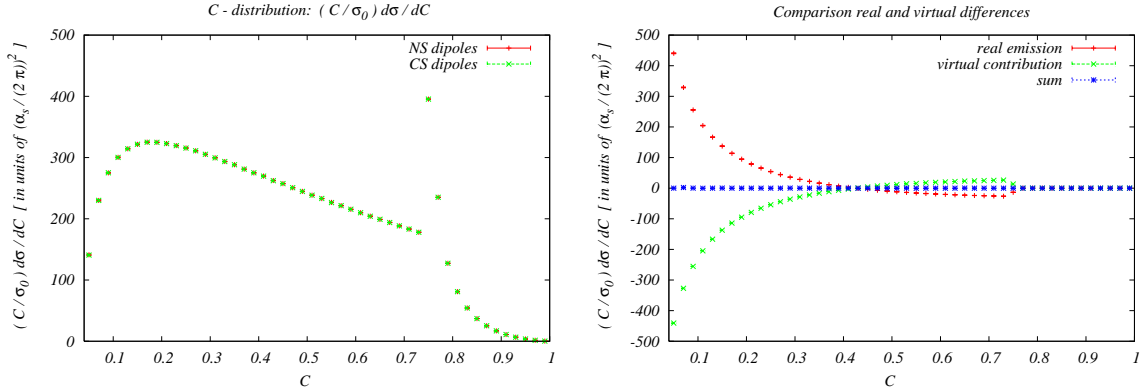 C - distribution: ( C / σ0 ) dσ / dC
( C / σ0 ) dσ / dC [ in units of (αs / (2 π))2 ]
500
400
300
200
100
0
NS dipoles
CS dipoles
0.1 0.2 0.3 0.4 0.5 0.6 0.7 0.8 0.9 1
C
Comparison real and virtual differences
( C / σ0 ) dσ / dC [ in units of (αs / (2 π))2 ]
500
400
300
200
100
0
-100
-200
-300
-400
-500
real emission
virtual contribution
sum
0.1 0.2 0.3 0.4 0.5 0.6 0.7 0.8 0.9 1
C